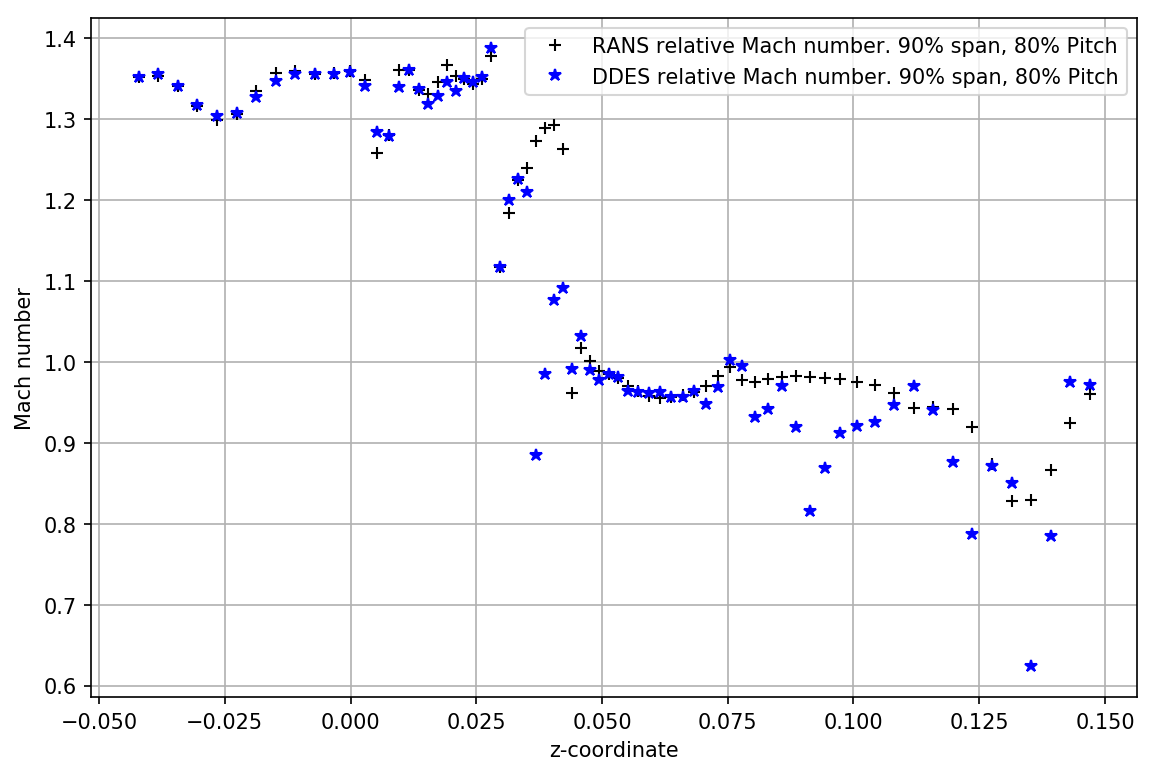 RANS relative Mach number. 90% span, 80% Pitch
DDES relative Mach number. 90% span, 80% Pitch
1.4
1.3
1.2
1.1
1.0
0.9
0.8
0.7
0.6
Mach number
−0.050 −0.025 0.000 0.025 0.050 0.075 0.100 0.125 0.150
z-coordinate